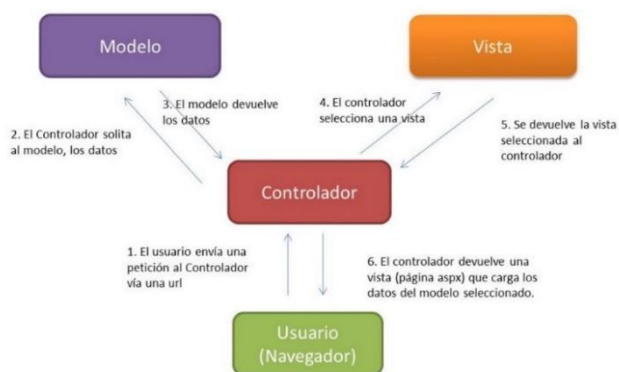 Modelo
Vista
3. El modelo devuelve
los datos
4. El controlador
selecciona una vista
2. El Controlador solita
al modelo, los datos
5. Se devuelve la vista
seleccionada al
controlador
Controlador
1. El usuario envía una
petición al Controlador
vía una url
6. El controlador devuelve una
vista (página aspx) que carga los
datos del modelo seleccionado.
Usuario
(Navegador)